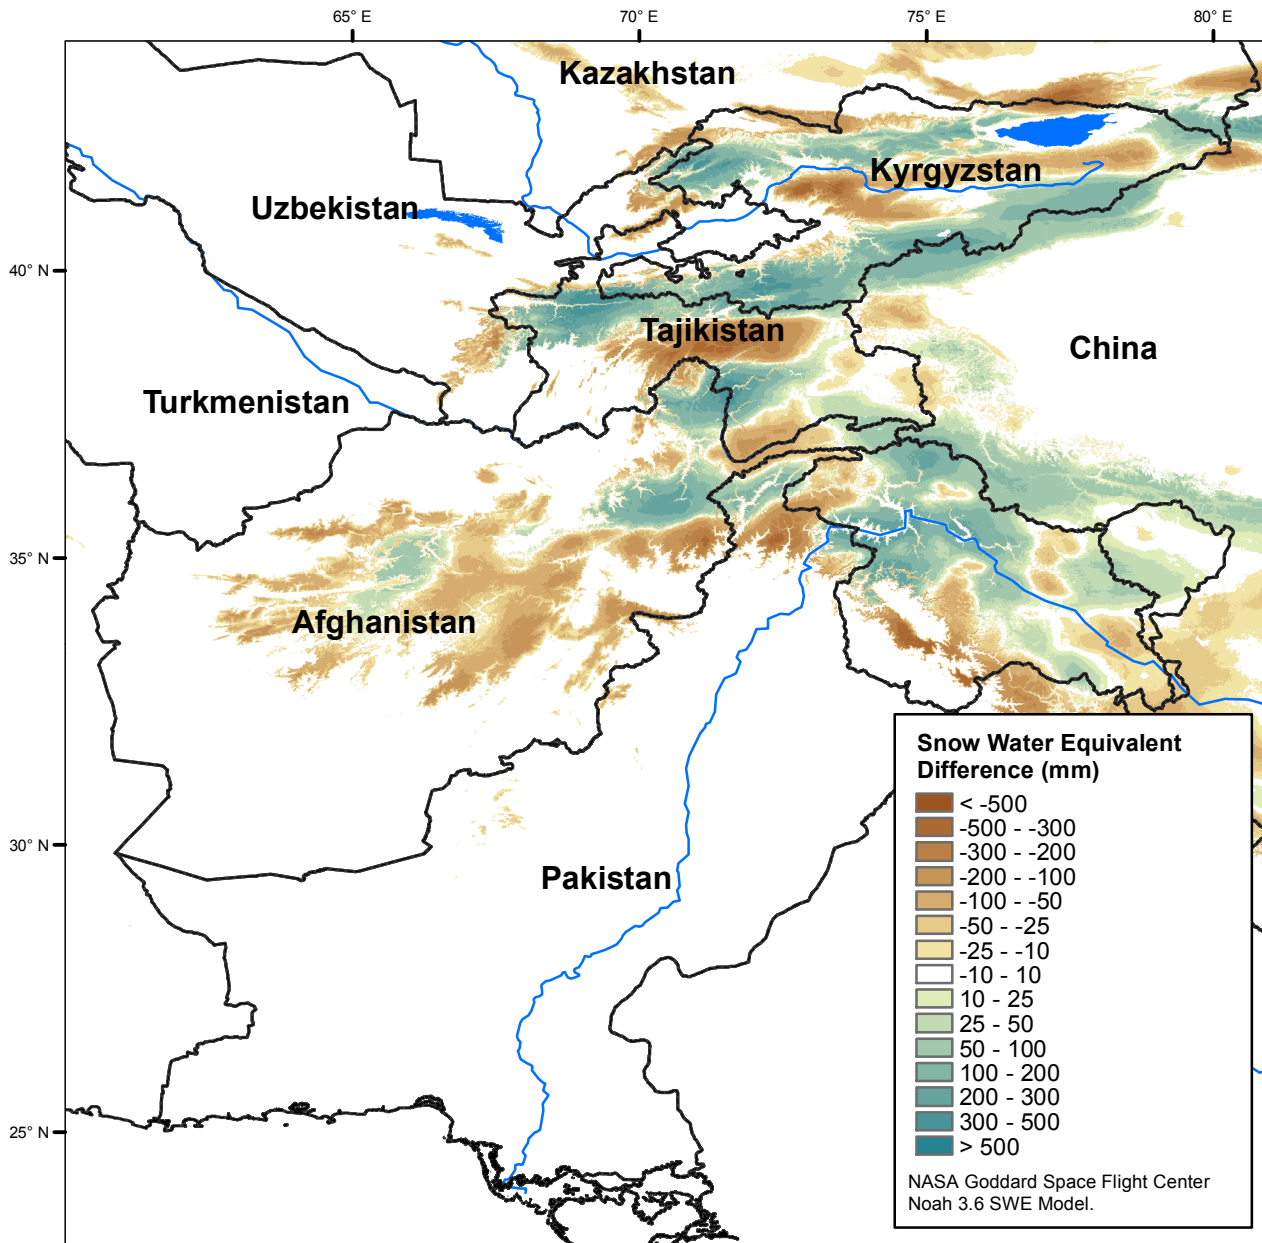 65° E
70° E
75° E
80° E
Kazakhstan
Kyrgyzstan
Uzbekistan
40° N
Tajikistan
China
Turkmenistan
35° N
Afghanistan
Snow Water Equivalent
Difference (mm)
< -500
-500 - -300
-300 - -200
-200 - -100
-100 - -50
-50 - -25
-25 - -10
-10 - 10
10 - 25
25 - 50
50 - 100
100 - 200
200 - 300
300 - 500
> 500
NASA Goddard Space Flight Center
Noah 3.6 SWE Model.
30° N
Pakistan
25° N